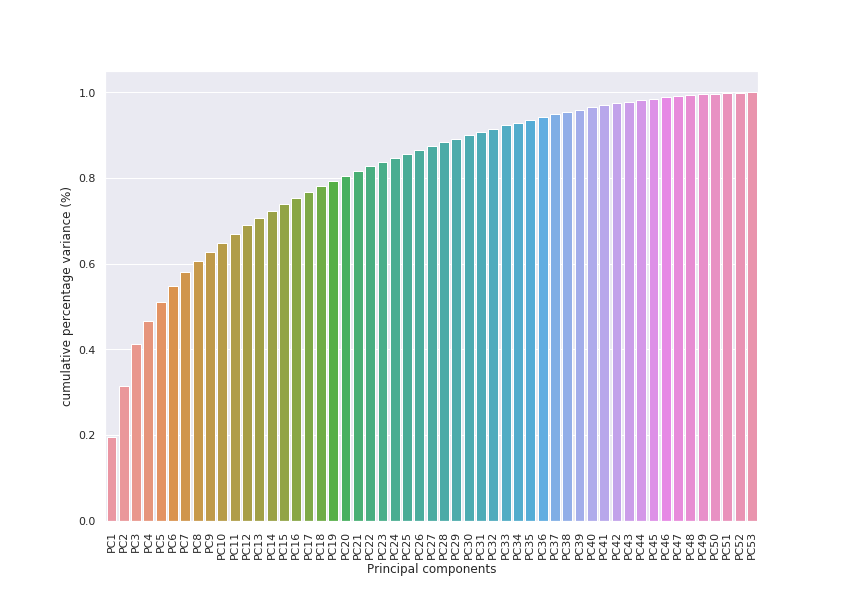 cumulative percentage variance (%)
1.0
0.8
0.6
0.4
0.2
0.0
PC1 PC2 PC3 PC4 PC5 PC6 PC7 PC8 PC9 PC10 PC11 PC12 PC13 PC14 PC15 PC16 PC17 PC18 PC19 PC20 PC21 PC22 PC23 PC24 PC25 PC26 PC27 PC28 PC29 PC30 PC31 PC32 PC33 PC34 PC35 PC36 PC37 PC38 PC39 PC40 PC41 PC42 PC43 PC44 PC45 PC46 PC47 PC48 PC49 PC50 PC51 PC52 PC53
Principal components